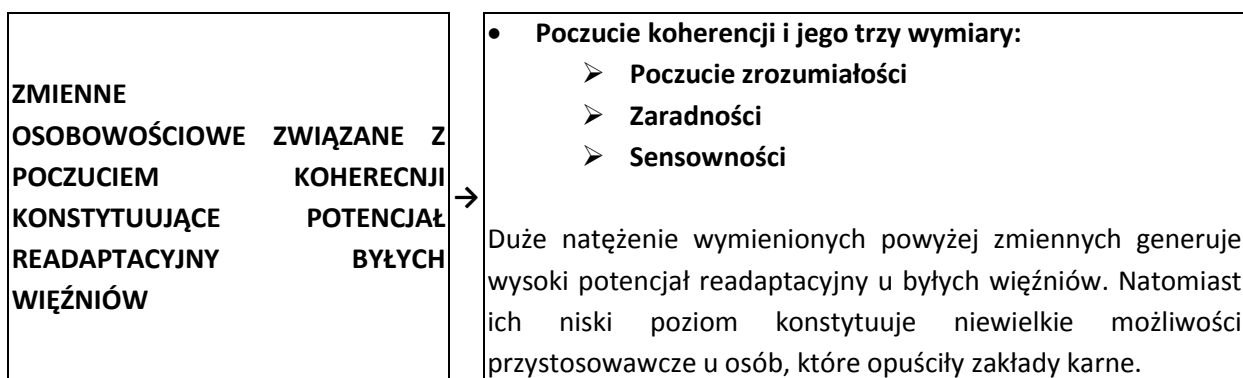 ZMIENNE
OSOBOWOŚCIOWE ZWIĄZANE Z
POCZUCIEM KOHERECNJI
KONSTYTUUJĄCE POTENCJAŁ
READAPTACYJNY BYŁYCH
WIĘŹNIÓW
→
• Poczucie koherencji i jego trzy wymiary:
➢ Poczucie zrozumiałości
➢ Zaradności
➢ Sensowności
Duże natężenie wymienionych powyżej zmiennych generuje
wysoki potencjał readaptacyjny u byłych więźniów. Natomiast
ich niski poziom konstytuuje niewielkie możliwości
przystosowawcze u osób, które opuściły zakłady karne.